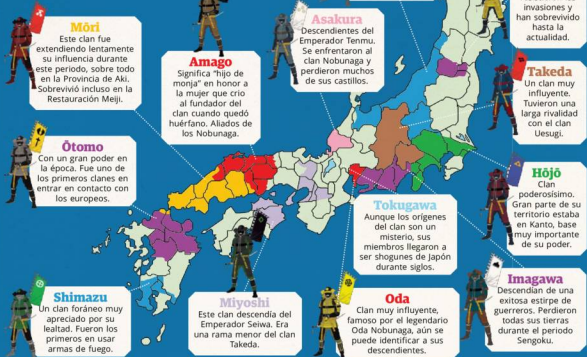 invasiones y
han sobrevivido
hasta la
actualidad.
Mōri
Este clan fue
extendiendo lentamente
su influencia durante
este periodo, sobre todo
en la Provincia de Aki.
Sobrevivió incluso en la
Restauración Meiji.
Amago
Significa "hijo de
monja" en honor a
la mujer que crio
al fundador del
clan cuando quedó
huérfano. Aliados de
los Nobunaga.
Asakura
Descendientes del
Emperador Tenmu.
Se enfrentaron al
clan Nobunaga y
perdieron muchos
de sus castillos.
Takeda
Un clan muy
influyente.
Tuvieron una
larga rivalidad
con el clan
Uesugi.
Ōtomo
Con un gran poder en
la época. Fue uno de
los primeros clanes en
entrar en contacto con
los europeos.
Hōjō
Clan
poderosísimo.
Gran parte de su
territorio estaba
en Kanto, base
muy importante
de su poder.
Tokugawa
Aunque los orígenes
del clan son un
misterio, sus
miembros llegaron a
ser shogunes de Japón
durante siglos.
Shimazu
Un clan foráneo muy
apreciado por su
lealtad. Fueron los
primeros en usar
armas de fuego.
Miyoshi
Este clan descendía del
Emperador Seiwa. Era
una rama menor del clan
Takeda.
Oda
Clan muy influyente,
famoso por el legendario
Oda Nobunaga, aún se
puede identificar a sus
descendientes.
Imagawa
Descendían de una
exitosa estirpe de
guerreros. Perdieron
todas sus tierras
durante el periodo
Sengoku.